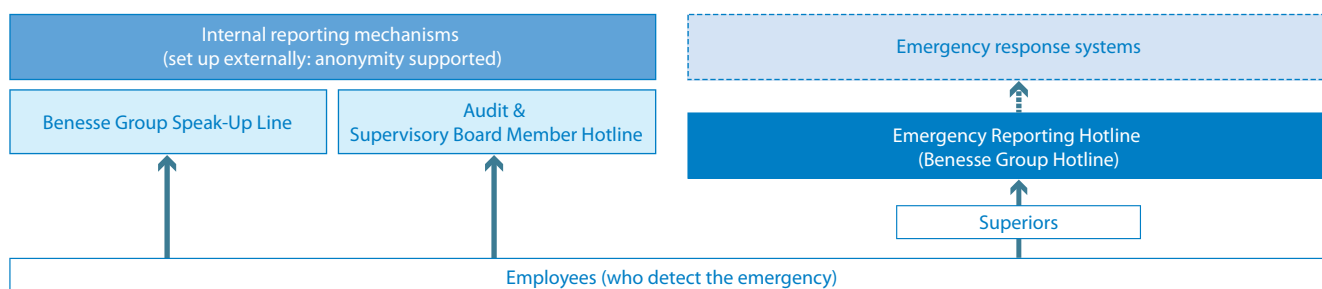 Internal reporting mechanisms
(set up externally: anonymity supported)
Benesse Group Speak-Up Line
Audit &
Supervisory Board Member Hotline
Emergency response systems
Emergency Reporting Hotline
(Benesse Group Hotline)
Superiors
Employees (who detect the emergency)